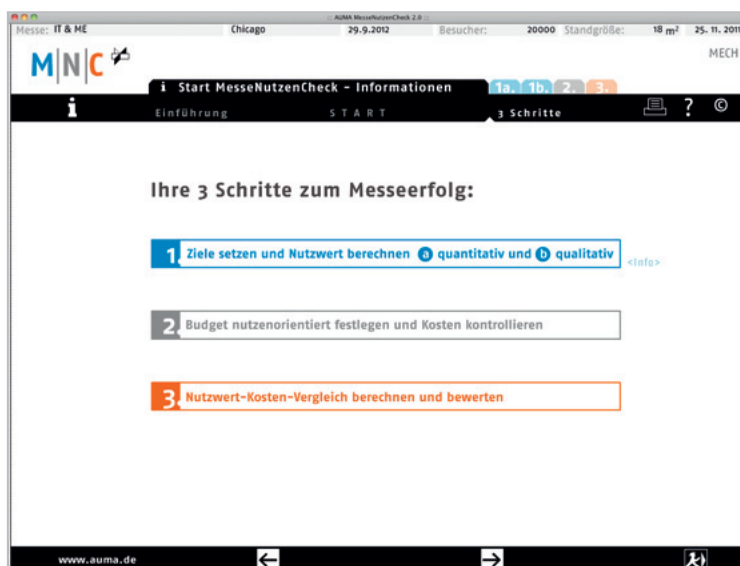 :: AUMA MesseNutzenCheck 2.0 ::
Messe: IT & ME Chicago 29.9.2012 Besucher: 20000 Standgröße: 18 m² 25. 11. 2011
M|N|C
MECH
i Start MesseNutzenCheck – Informationen 1a. 1b. 2. 3.
i Einführung START 3 Schritte ? ©
Ihre 3 Schritte zum Messeerfolg:
1. Ziele setzen und Nutzwert berechnen a quantitativ und b qualitativ <Info>
2. Budget nutzenorientiert festlegen und Kosten kontrollieren
3. Nutzwert-Kosten-Vergleich berechnen und bewerten
www.auma.de ← →